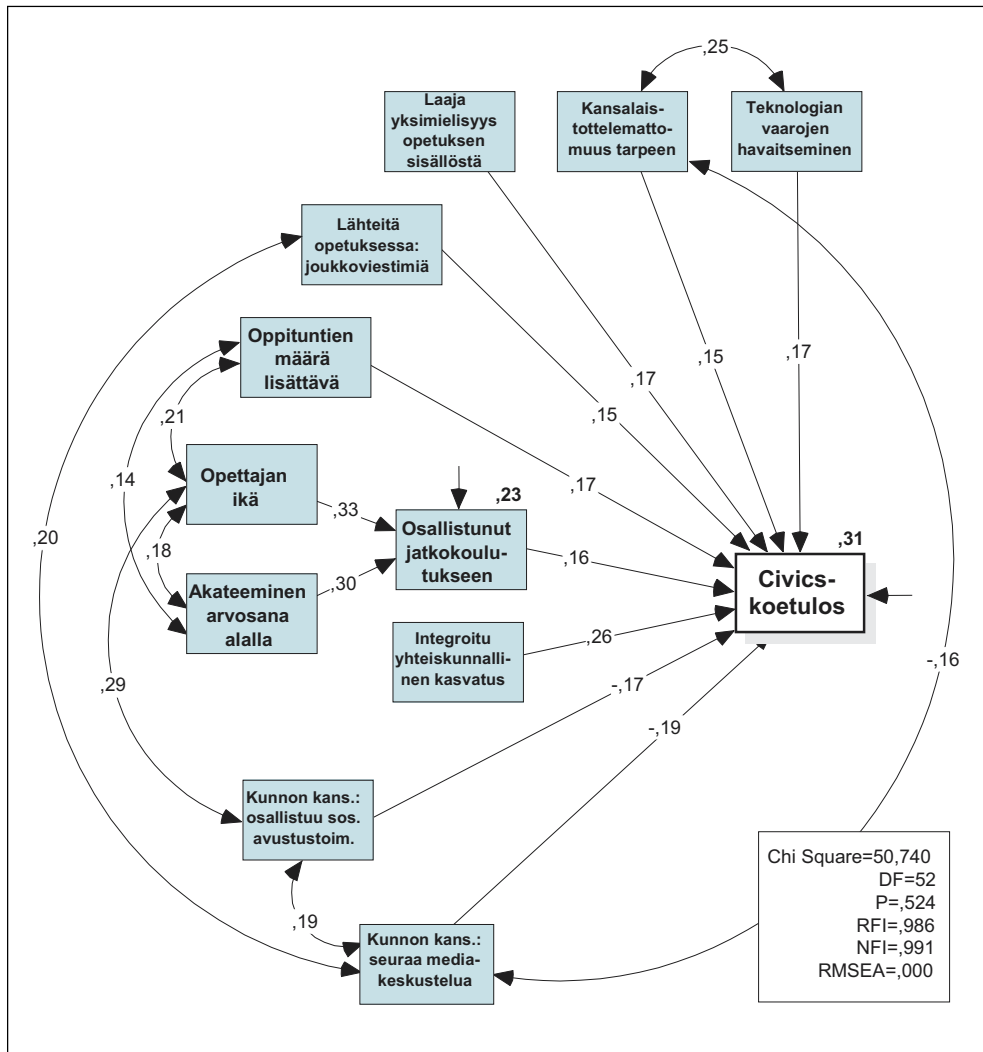 ,25
Laaja
yksimielisyys
opetuksen
sisällöstä
Kansalais-
tottelematto-
muus tarpeen
Teknologian
vaarojen
havaitseminen
Lähteitä
opetuksessa:
joukkoviestimiä
Oppituntien
määrä
lisättävä
,15
,17
,17
,15
,21
,14
,17
Opettajan
ikä
,33
,23
Osallistunut
jatkokoulu-
tukseen
,20
,18
,16
,31
Civics-
koetulos
Akateeminen
arvosana
alalla
,30
Integroitu
yhteiskunnalli-
nen kasvatus
,26
-,16
,29
-,17
-,19
Kunnon kans.:
osallistuu sos.
avustustoim.
,19
Kunnon kans.:
seuraa media-
keskustelua
Chi Square=50,740
DF=52
P=,524
RFI=,986
NFI=,991
RMSEA=,000